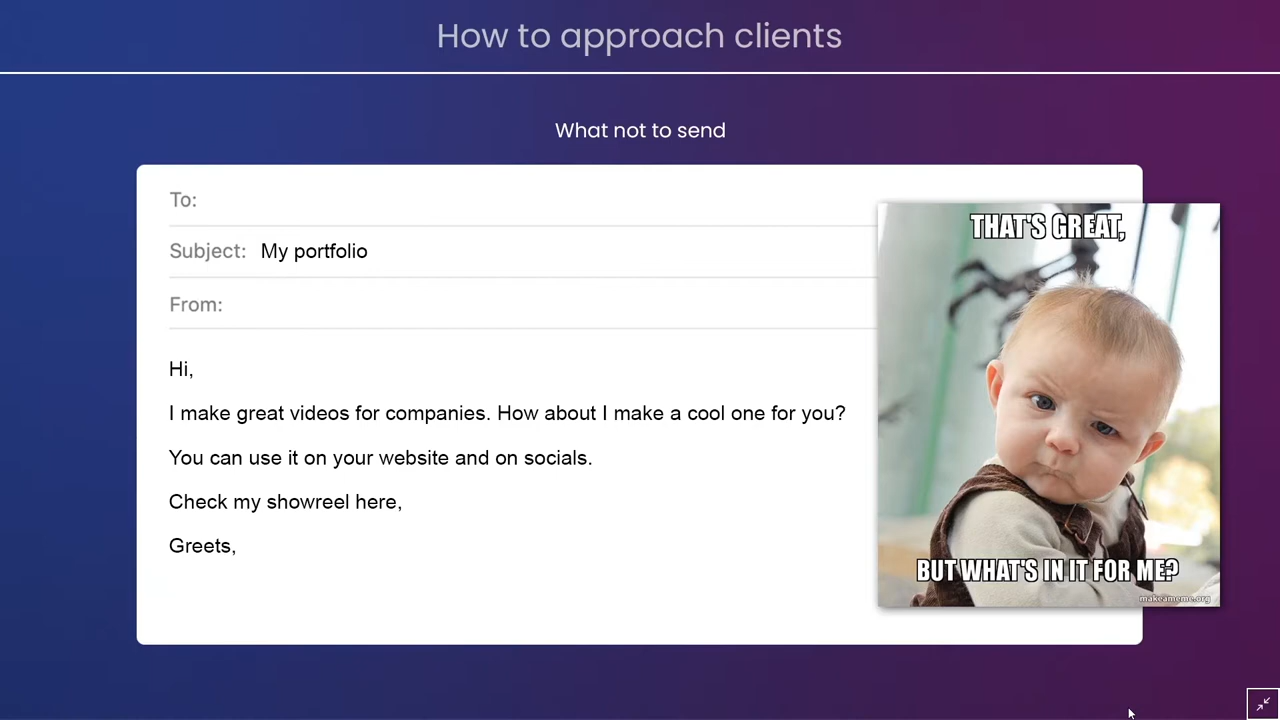 How to approach clients
What not to send
To:
Subject: My portfolio
From:
Hi,
I make great videos for companies. How about I make a cool one for you?
You can use it on your website and on socials.
Check my showreel here,
Greets,
THAT'S GREAT,
BUT WHAT'S IN IT FOR ME?
makeameme.org